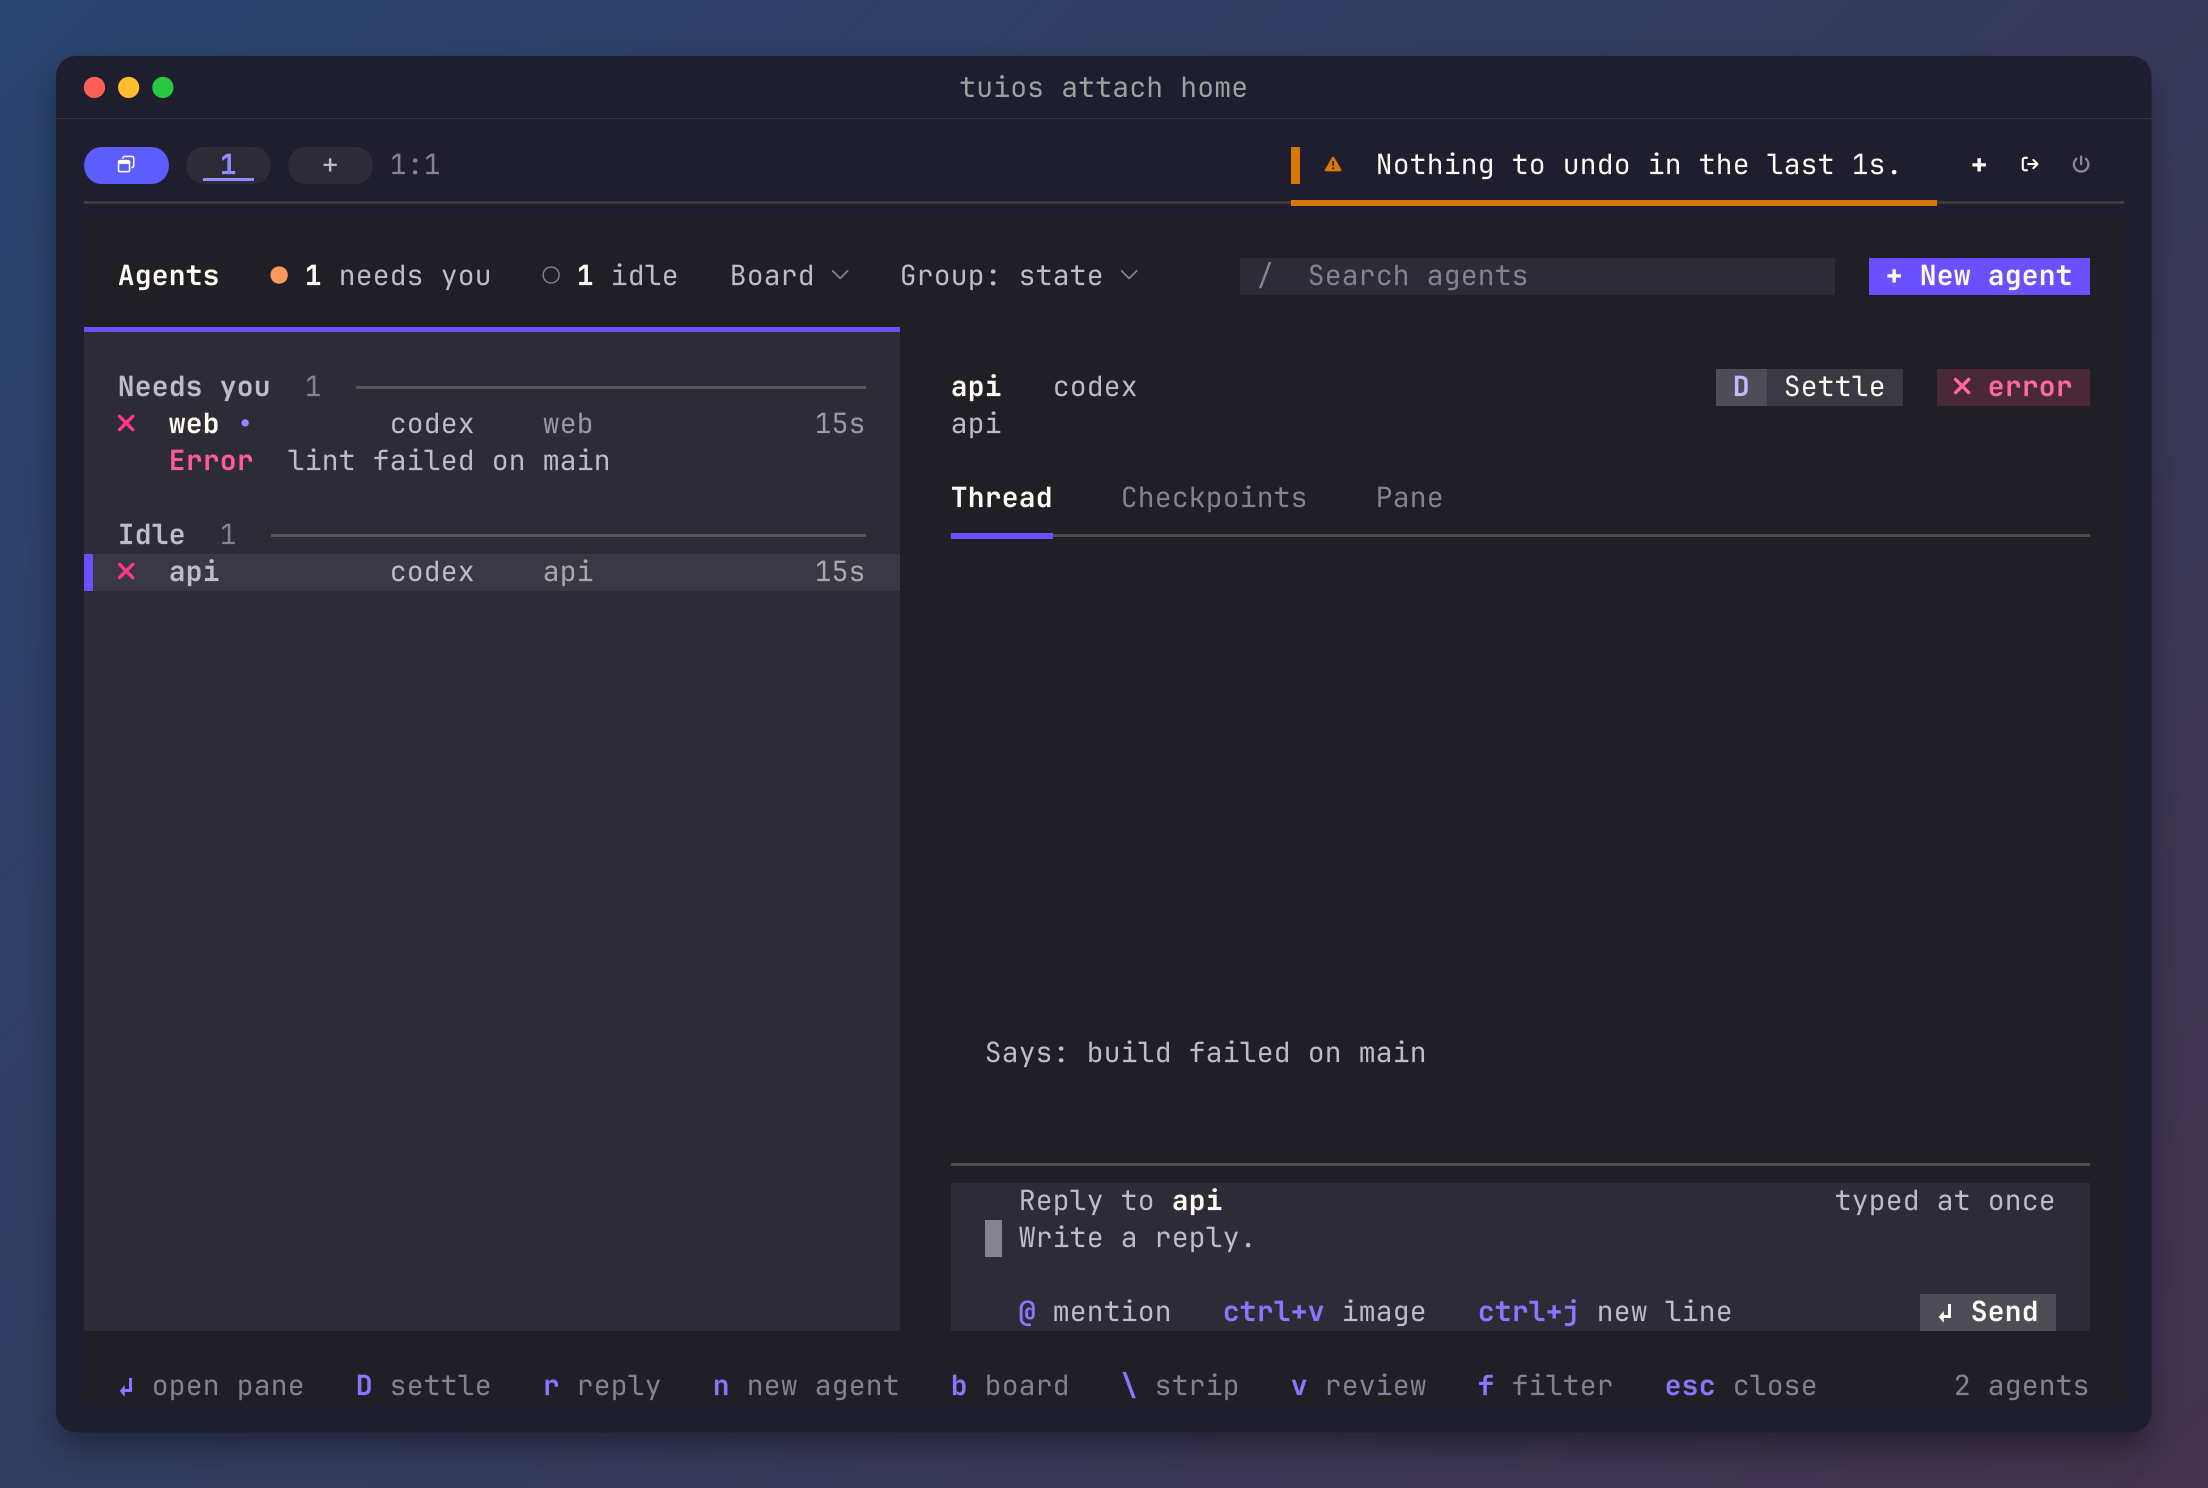 tuios attach home
1 + 1:1 Nothing to undo in the last 1s. +
Agents 1 needs you 1 idle Board Group: state / Search agents + New agent
Needs you 1
✕ web • codex web 15s
Error lint failed on main
Idle 1
✕ api codex api 15s
api codex D Settle ✕ error
api
Thread Checkpoints Pane
Says: build failed on main
Reply to api typed at once
Write a reply.
@ mention ctrl+v image ctrl+j new line ↲ Send
↲ open pane D settle r reply n new agent b board \ strip v review f filter esc close 2 agents